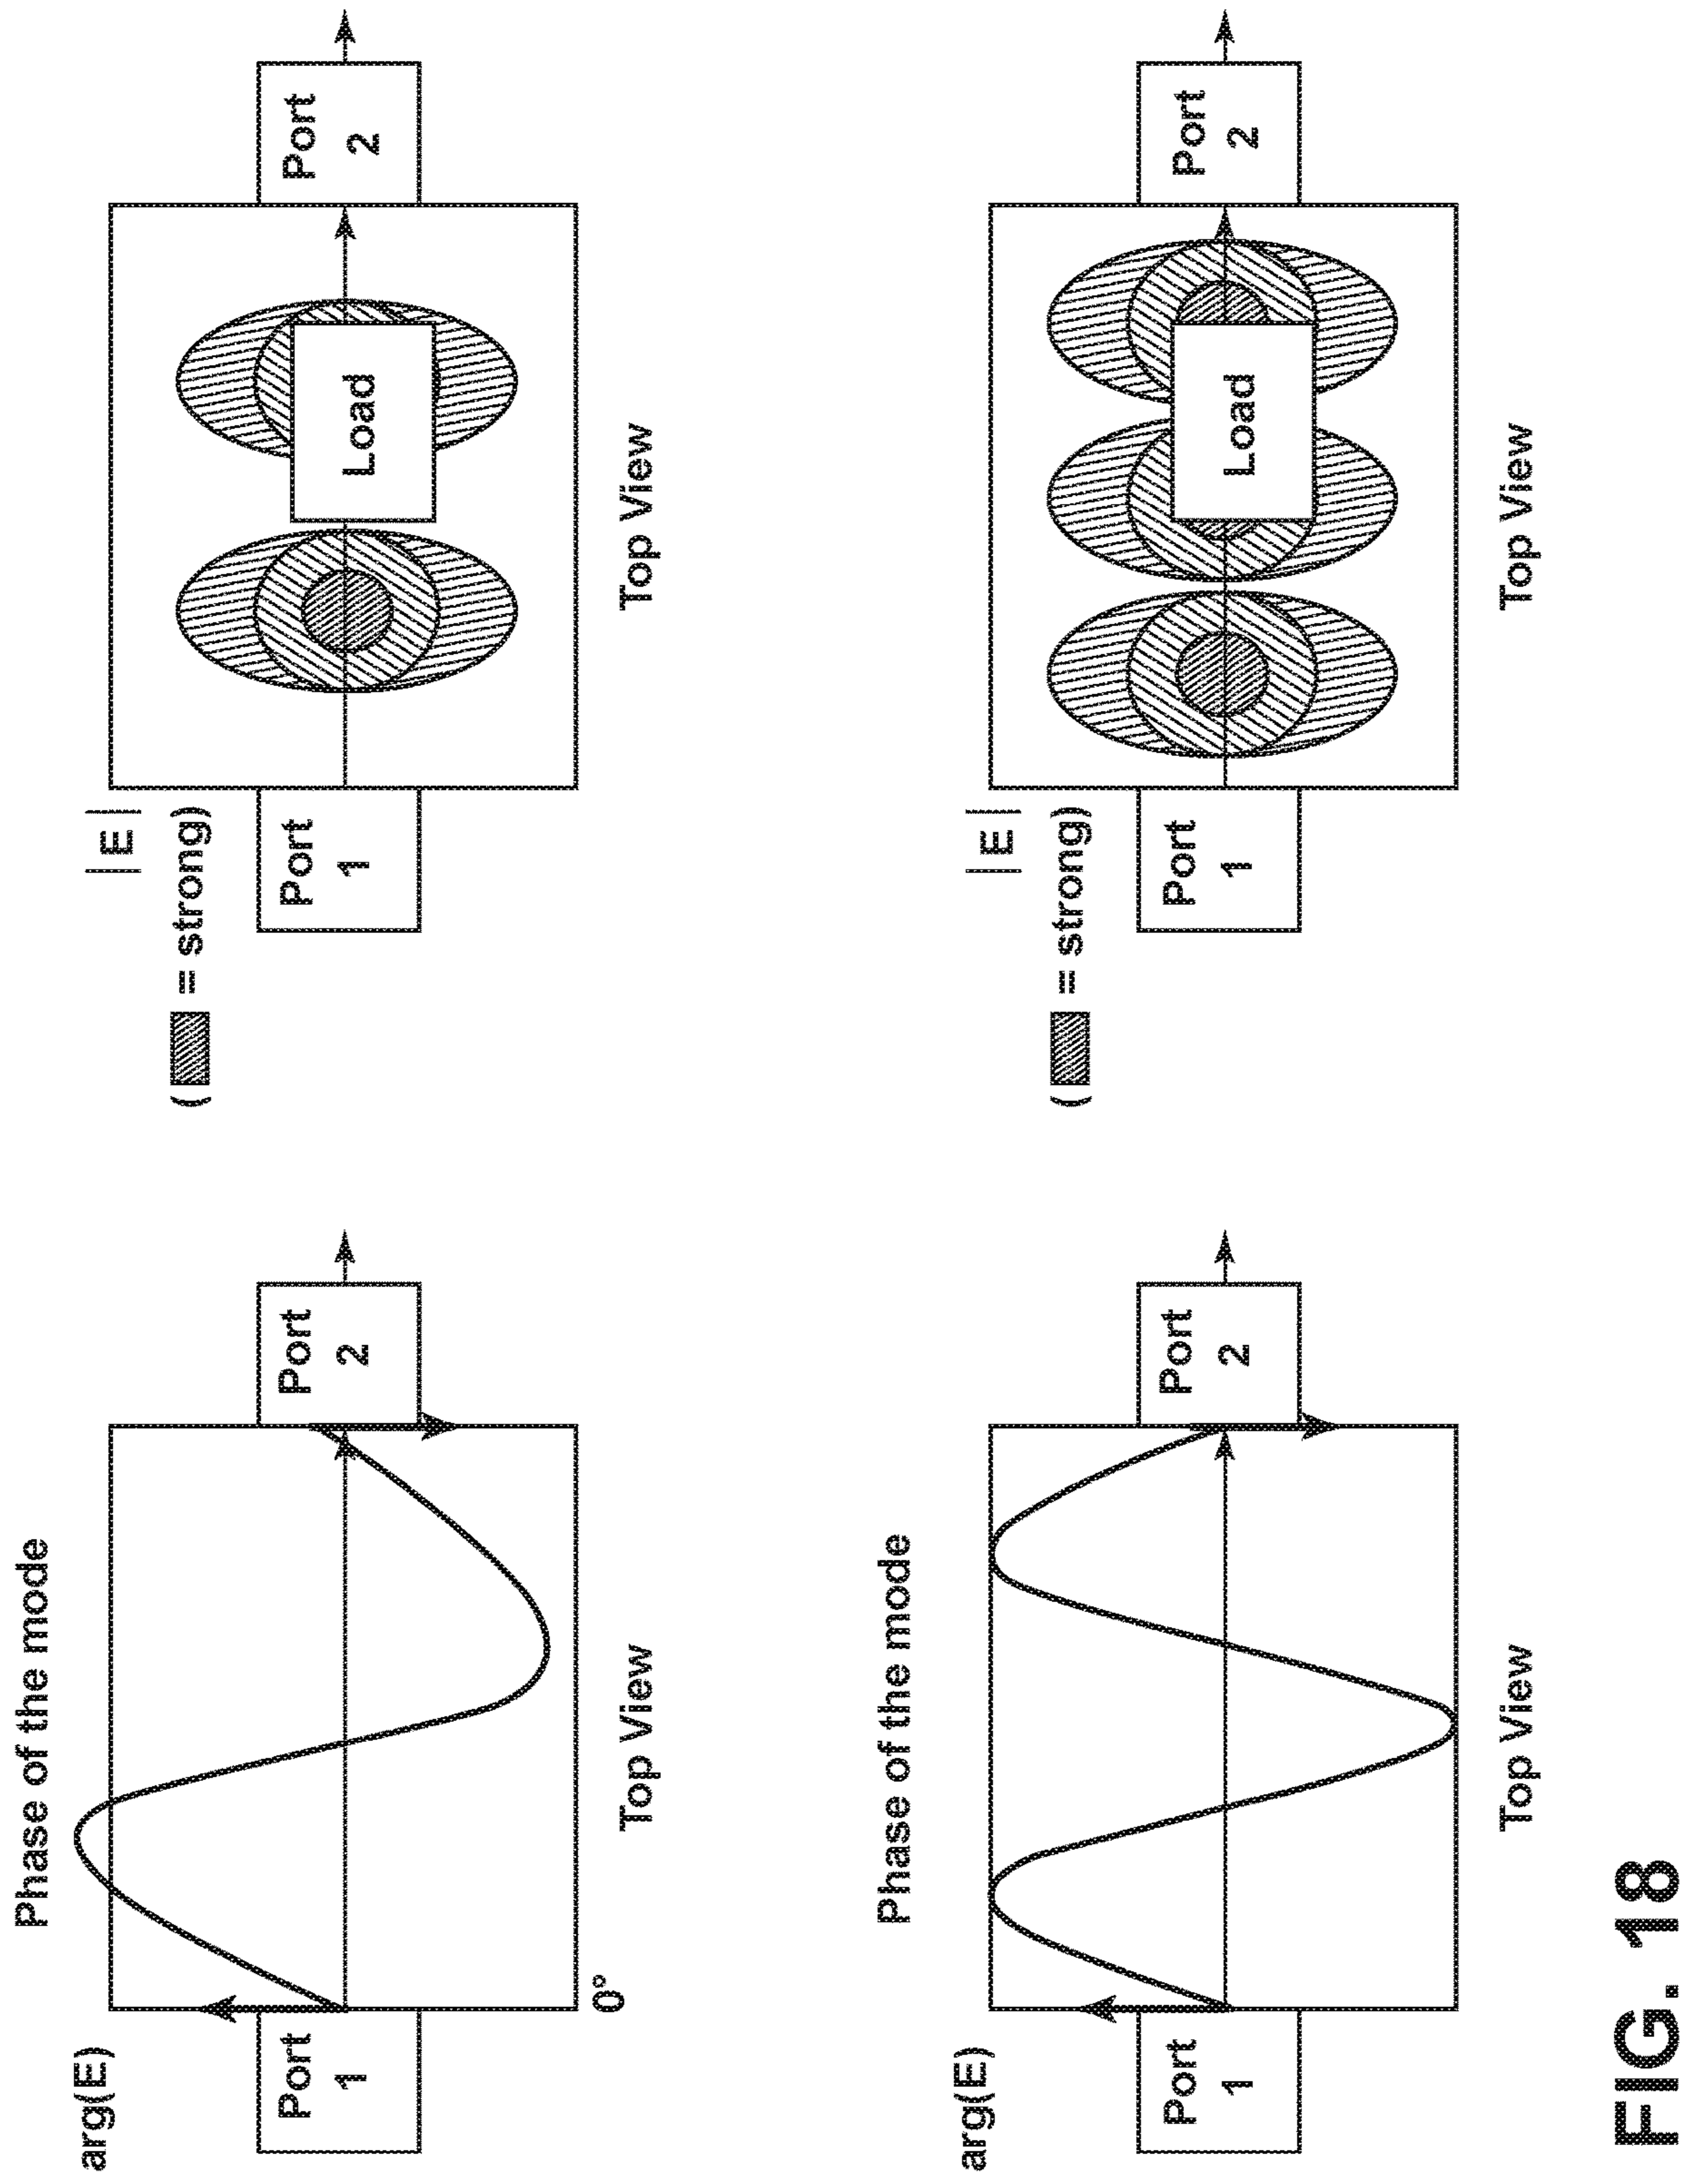 Phase of the mode
arg(E)
Port
1
Port
2
0°
Top View
|E|
( = strong)
Port
1
Load
Port
2
Top View
Phase of the mode
arg(E)
Port
1
Port
2
Top View
|E|
( = strong)
Port
1
Load
Port
2
Top View
FIG. 18